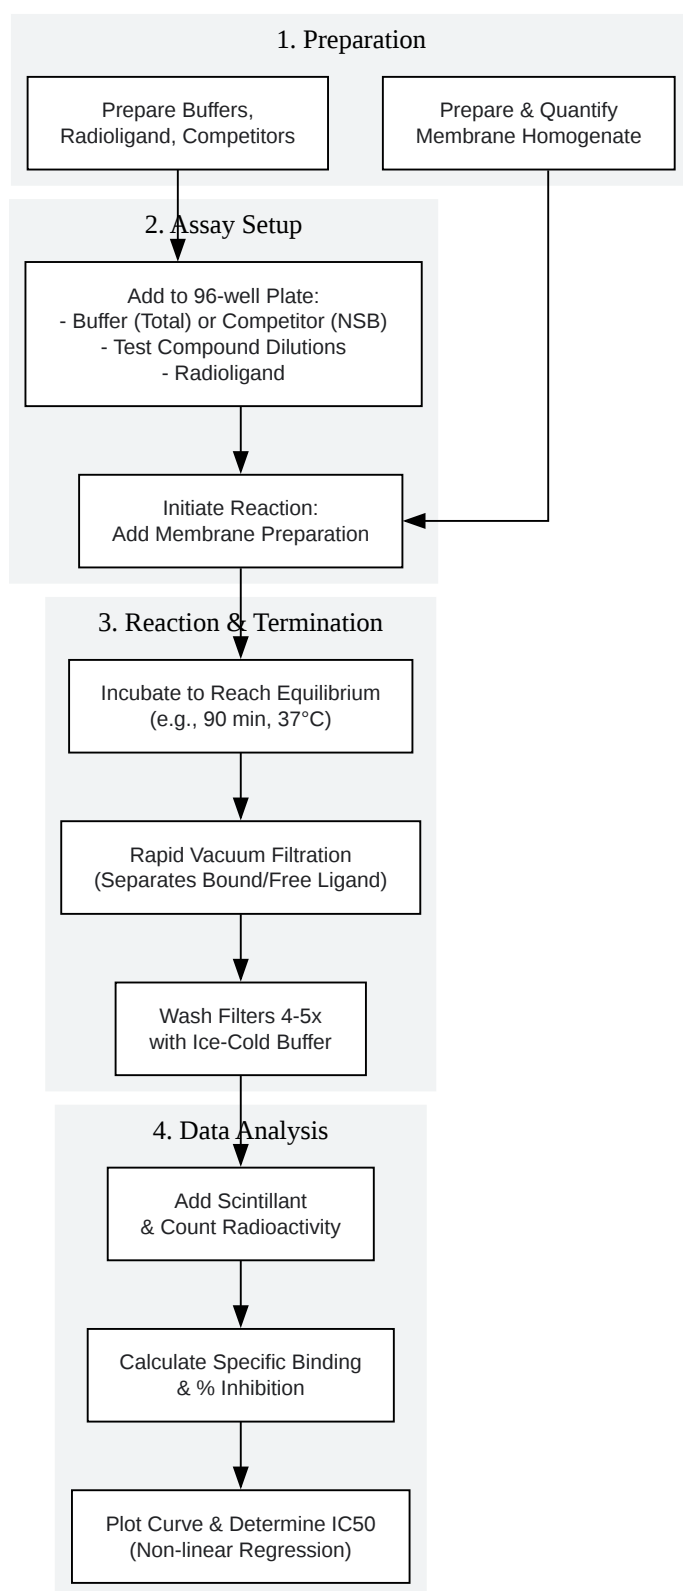 1. Preparation
Prepare Buffers,
Radioligand, Competitors
Prepare & Quantify
Membrane Homogenate
2. Assay Setup
Add to 96-well Plate:
- Buffer (Total) or Competitor (NSB)
- Test Compound Dilutions
- Radioligand
Initiate Reaction:
Add Membrane Preparation
3. Reaction & Termination
Incubate to Reach Equilibrium
(e.g., 90 min, 37°C)
Rapid Vacuum Filtration
(Separates Bound/Free Ligand)
Wash Filters 4-5x
with Ice-Cold Buffer
4. Data Analysis
Add Scintillant
& Count Radioactivity
Calculate Specific Binding
& % Inhibition
Plot Curve & Determine IC50
(Non-linear Regression)